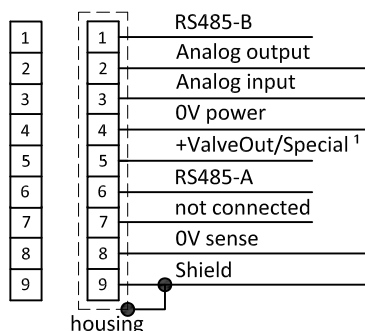 RS485-B
1 1
Analog output
2 2
Analog input
3 3
0V power
4 4
+ValveOut/Special ¹
5 5
RS485-A
6 6
not connected
7 7
0V sense
8 8
Shield
9 9
housing